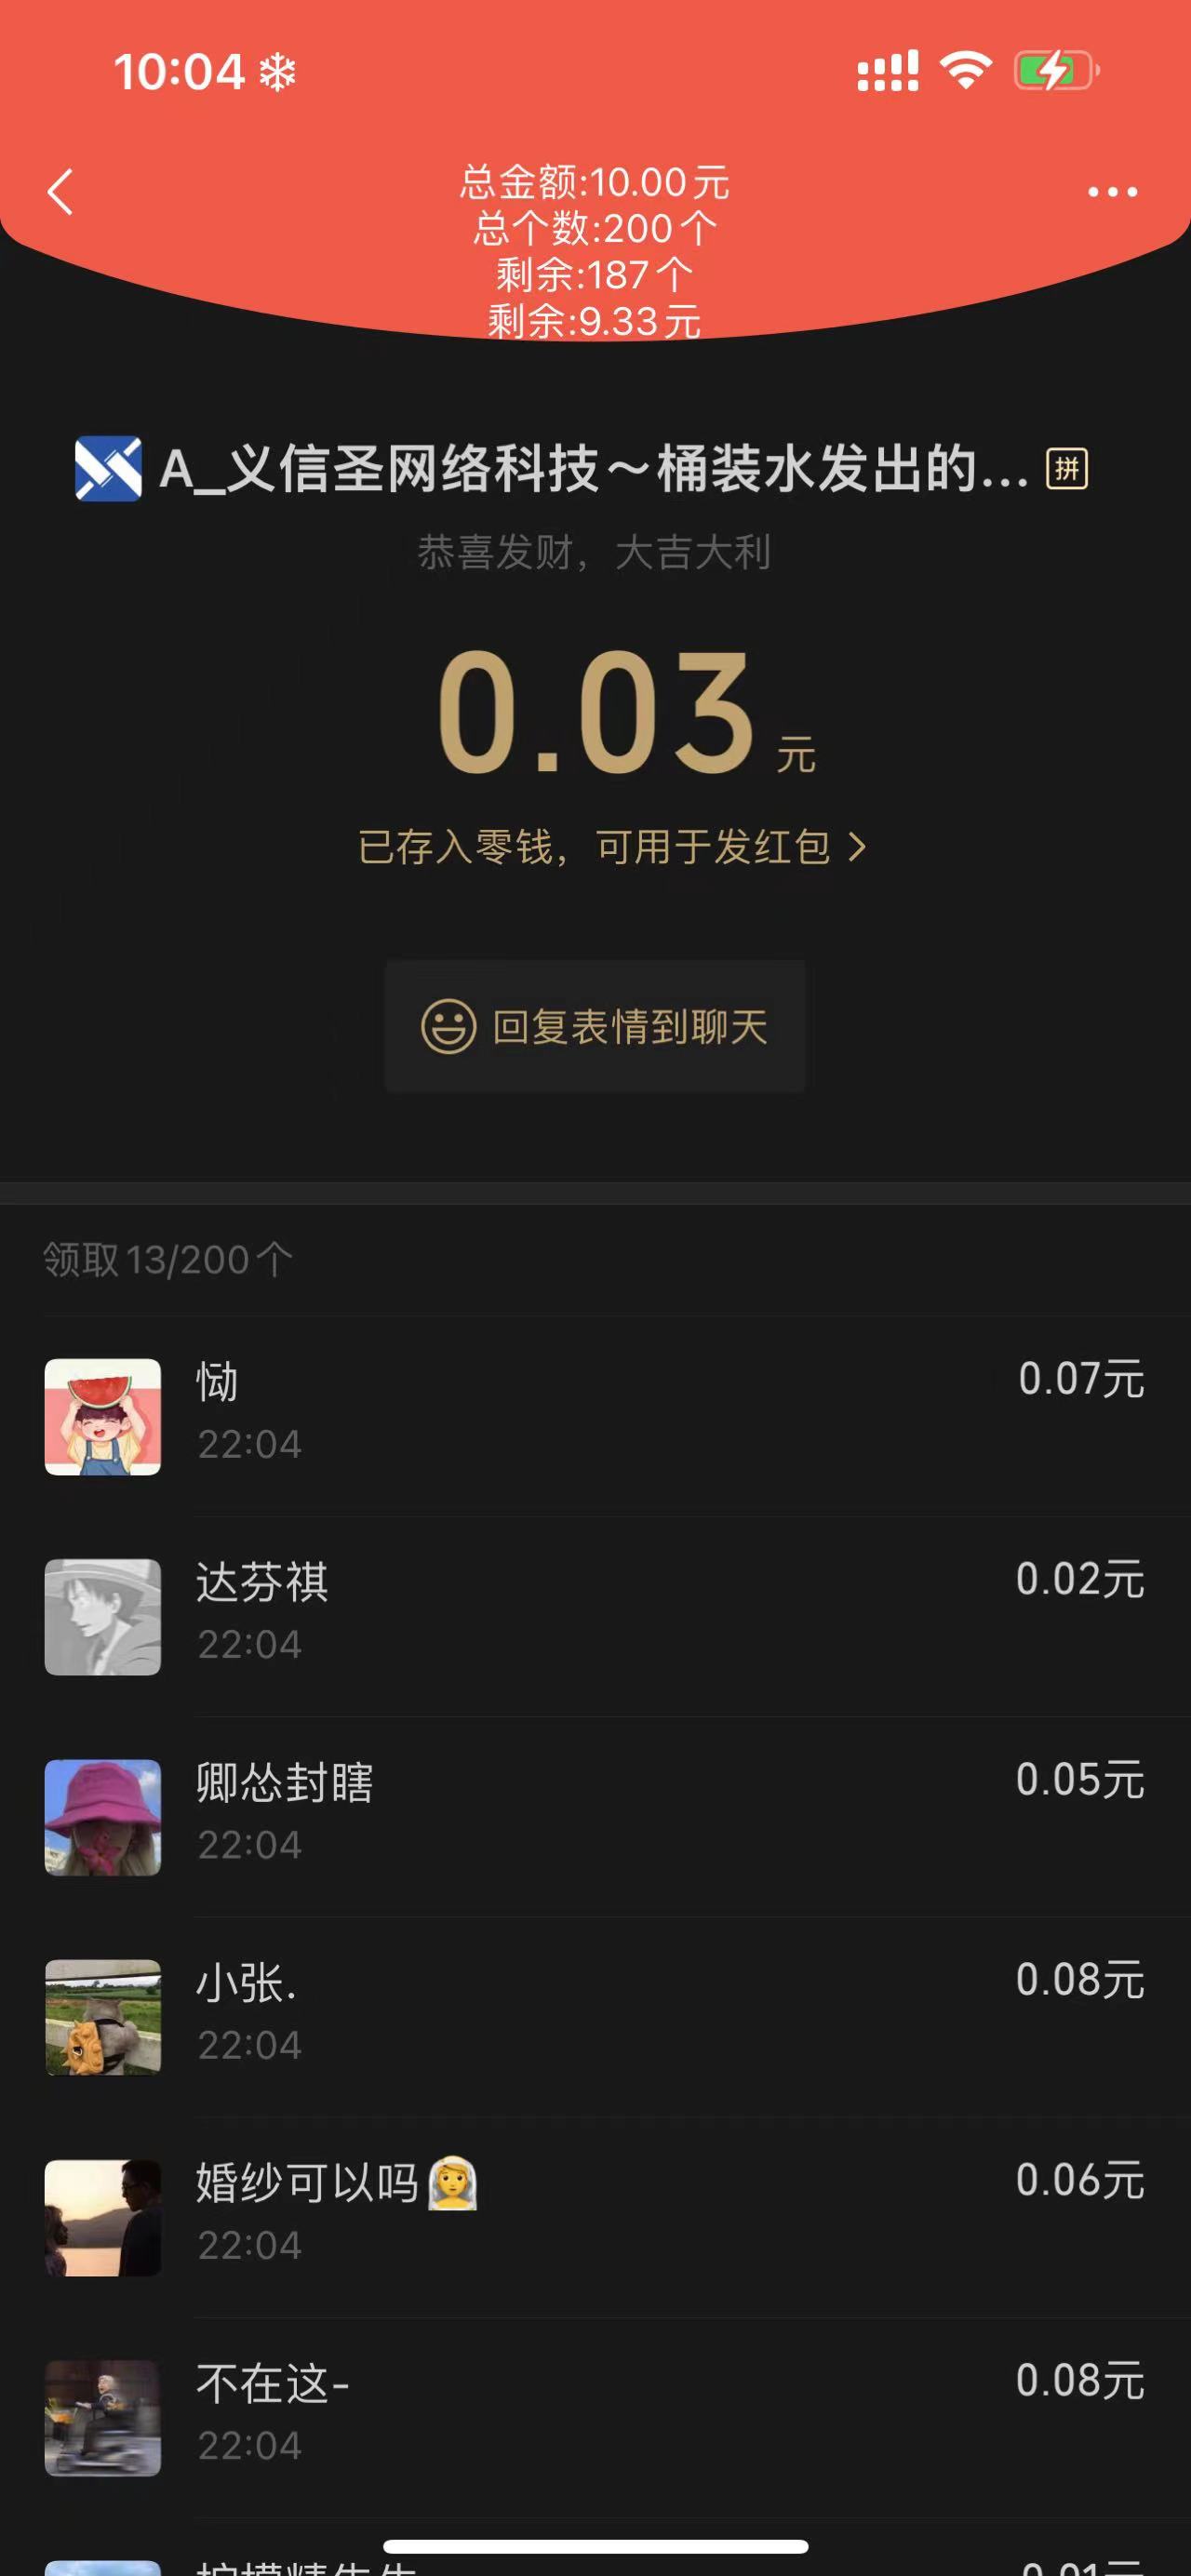 10:04
总金额:10.00元
总个数:200个
剩余:187个
剩余:9.33元
A_义信圣网络科技～桶装水发出的... 拼
恭喜发财，大吉大利
0.03元
已存入零钱，可用于发红包
回复表情到聊天
领取13/200个
恸 0.07元
22:04
达芬祺 0.02元
22:04
卿怂封瞎 0.05元
22:04
小张. 0.08元
22:04
婚纱可以吗👰 0.06元
22:04
不在这- 0.08元
22:04
0.01元